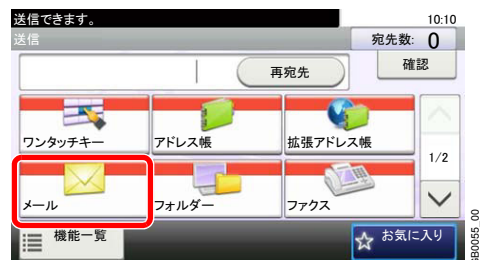 送信できます。
10:10
送信
宛先数: 0
再宛先
確認
ワンタッチキー
アドレス帳
拡張アドレス帳
1/2
メール
フォルダー
ファクス
機能一覧
お気に入り
B0055_00